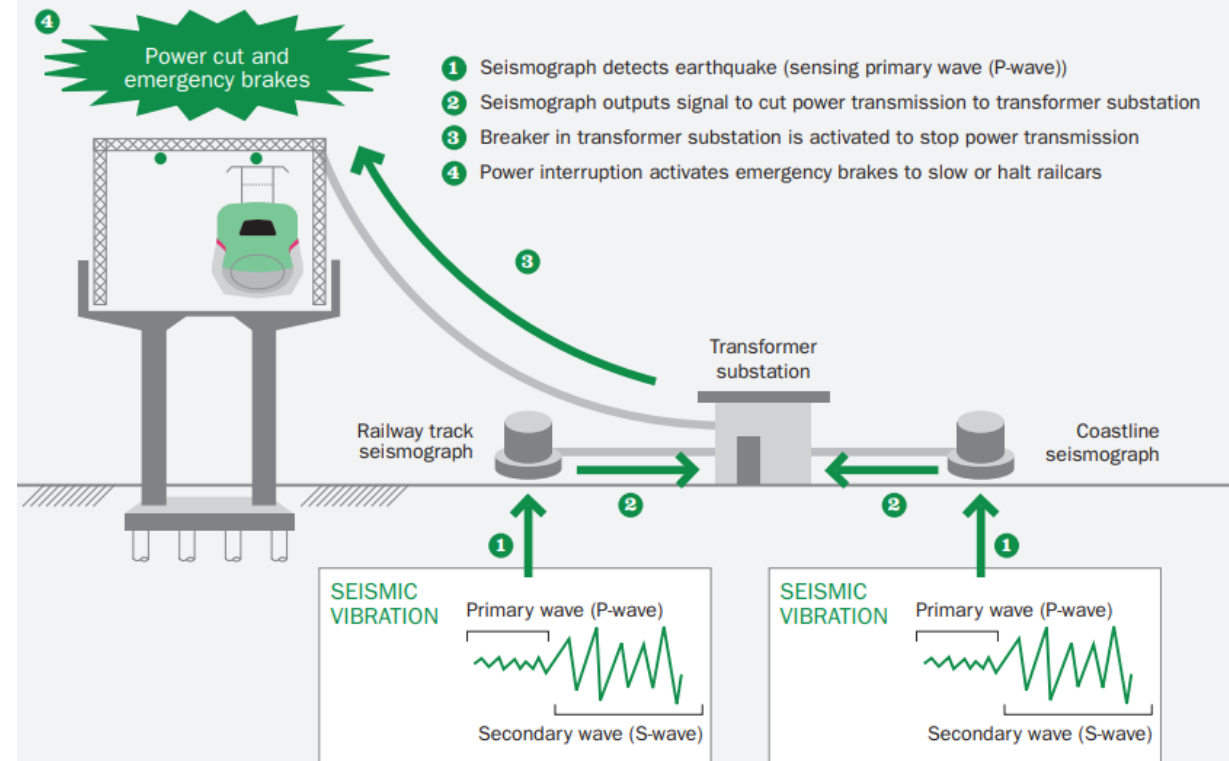 4
Power cut and
emergency brakes
1 Seismograph detects earthquake (sensing primary wave (P-wave))
2 Seismograph outputs signal to cut power transmission to transformer substation
3 Breaker in transformer substation is activated to stop power transmission
4 Power interruption activates emergency brakes to slow or halt railcars
3
Transformer
substation
Railway track
seismograph
Coastline
seismograph
2
2
1
1
SEISMIC
VIBRATION
Primary wave (P-wave)
Secondary wave (S-wave)
SEISMIC
VIBRATION
Primary wave (P-wave)
Secondary wave (S-wave)